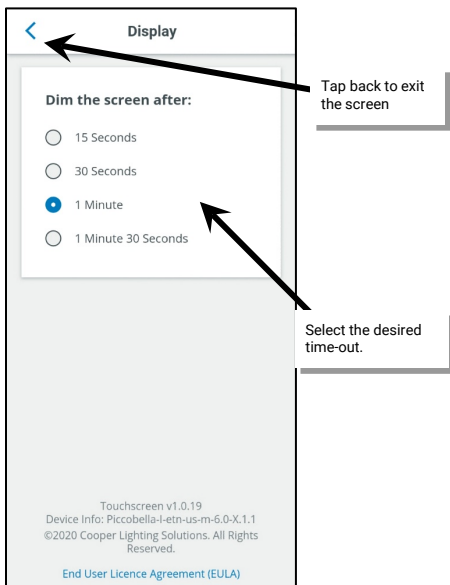 Display
Tap back to exit
the screen
Dim the screen after:
15 Seconds
30 Seconds
1 Minute
1 Minute 30 Seconds
Select the desired
time-out.
Touchscreen v1.0.19
Device Info: Piccobella-I-etn-us-m-6.0-X.1.1
©2020 Cooper Lighting Solutions. All Rights
Reserved.
End User Licence Agreement (EULA)